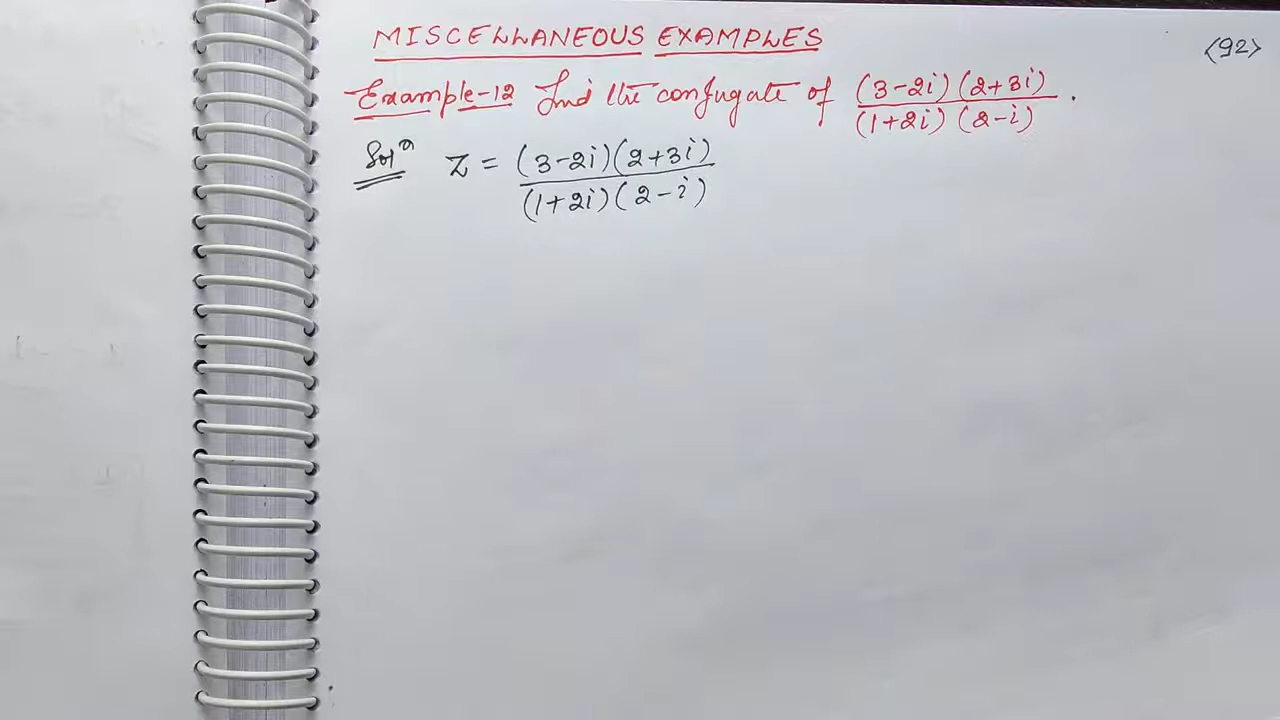 MISCELLANEOUS EXAMPLES
<92>
Example-12 Find the conjugate of (3-2i)(2+3i) / (1+2i)(2-i) .
Solⁿ z = (3-2i)(2+3i) / (1+2i)(2-i)